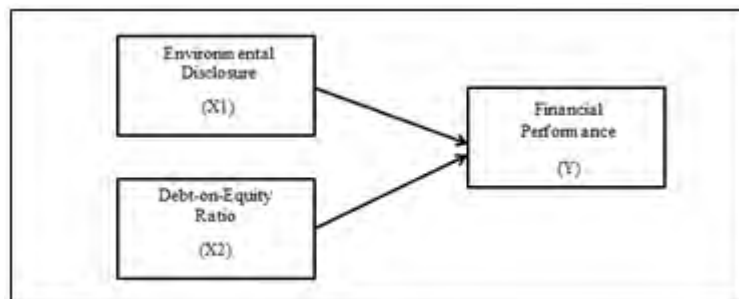 Environmental
Disclosure
(X1)
Financial
Performance
(Y)
Debt-on-Equity
Ratio
(X2)